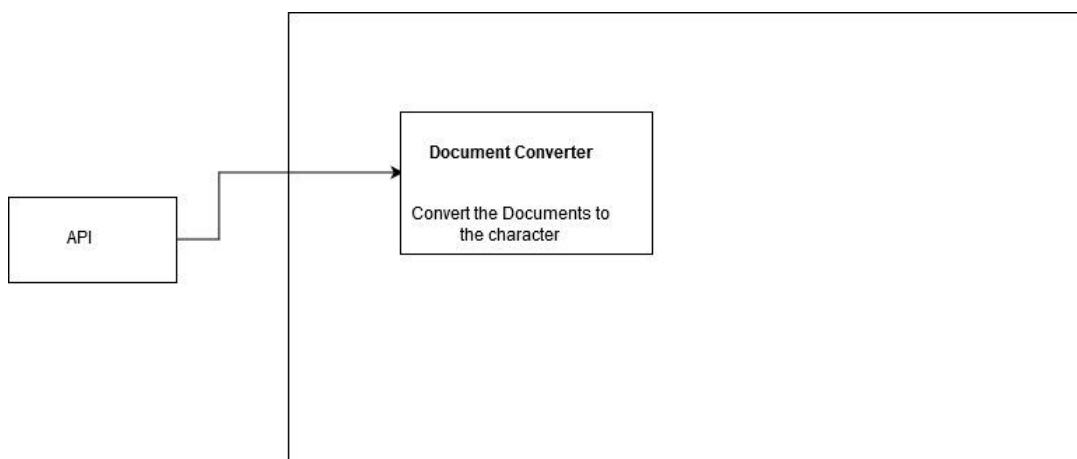 Document Converter
API
Convert the Documents to
the character